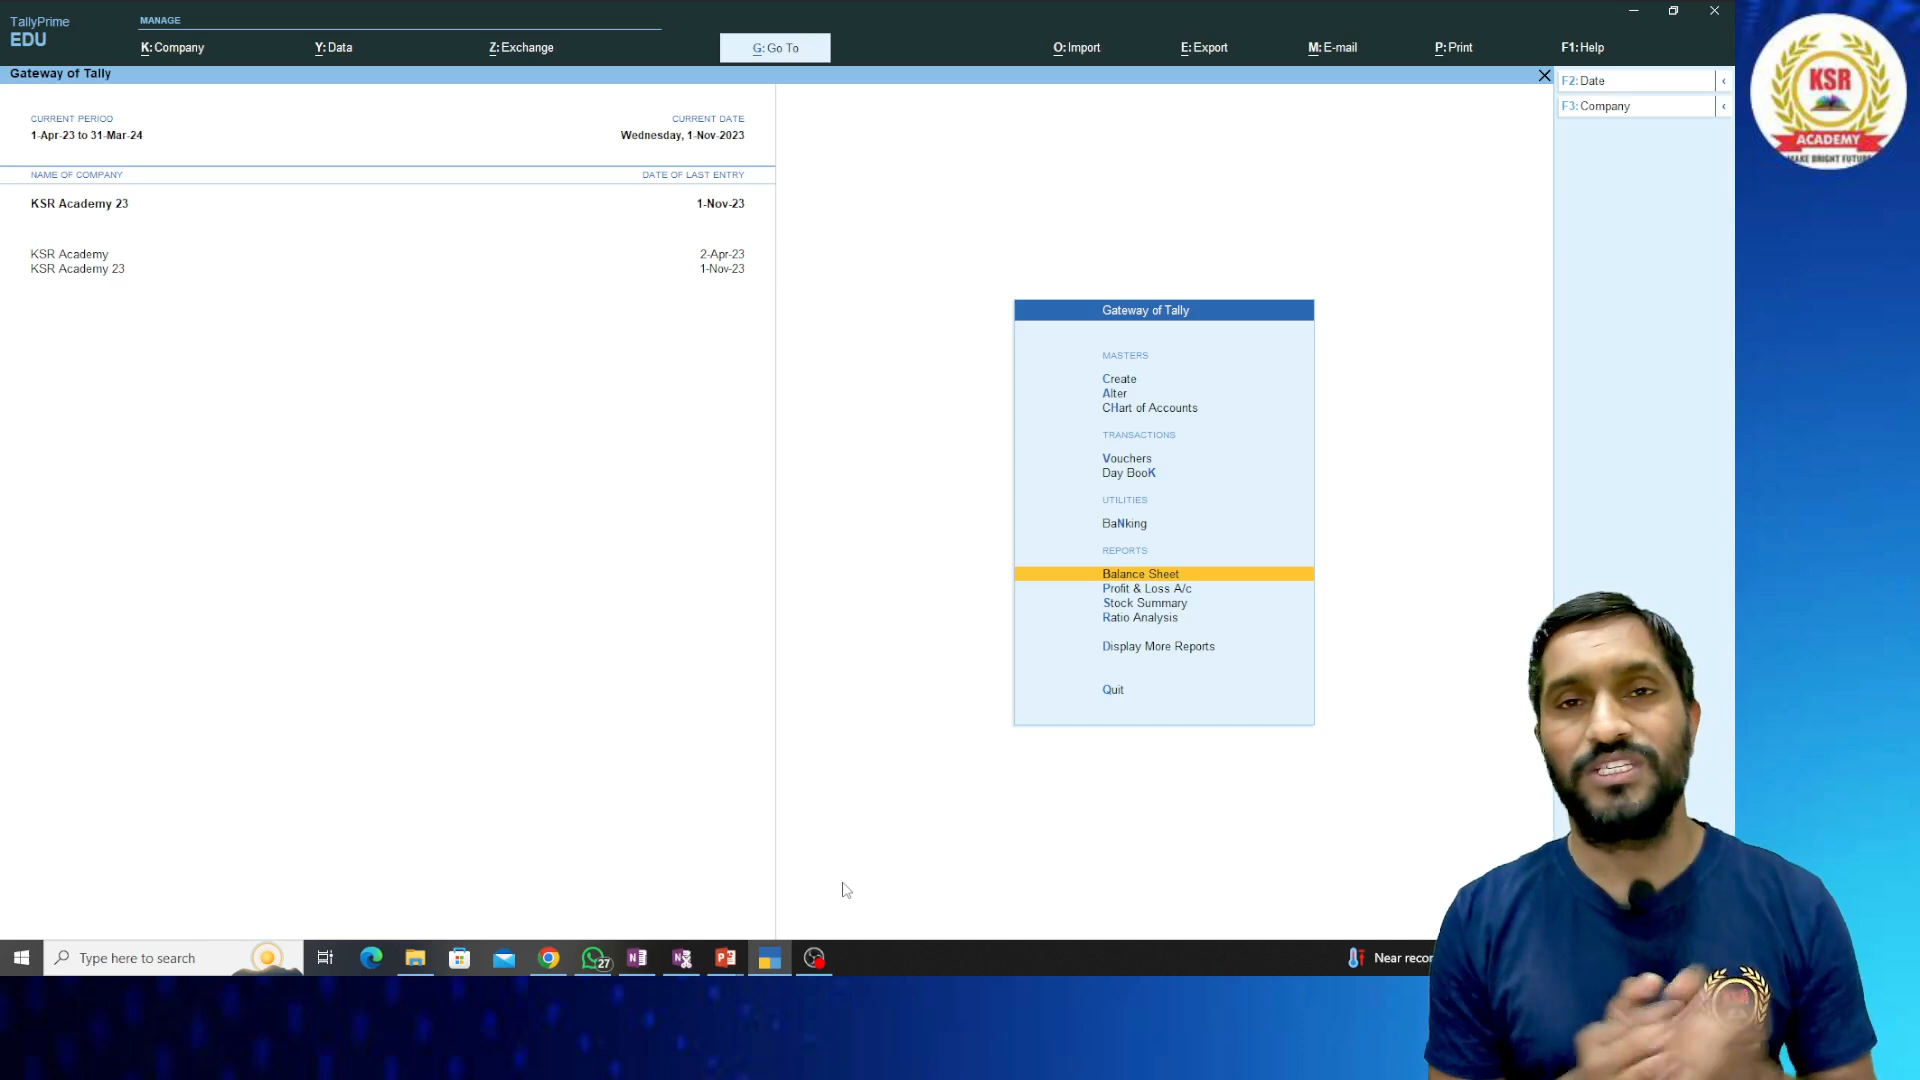 TallyPrime
EDU
MANAGE
K: Company
Y: Data
Z: Exchange
G: Go To
O: Import
E: Export
M: E-mail
P: Print
F1: Help
Gateway of Tally
F2: Date
F3: Company
CURRENT PERIOD
1-Apr-23 to 31-Mar-24
CURRENT DATE
Wednesday, 1-Nov-2023
NAME OF COMPANY
DATE OF LAST ENTRY
KSR Academy 23
1-Nov-23
KSR Academy
2-Apr-23
KSR Academy 23
1-Nov-23
Gateway of Tally
MASTERS
Create
Alter
CHart of Accounts
TRANSACTIONS
Vouchers
Day BooK
UTILITIES
BaNking
REPORTS
Balance Sheet
Profit & Loss A/c
Stock Summary
Ratio Analysis
Display More Reports
Quit
KSR
ACADEMY
MAKE BRIGHT FUTURE
Type here to search
27
Near recor
KSR